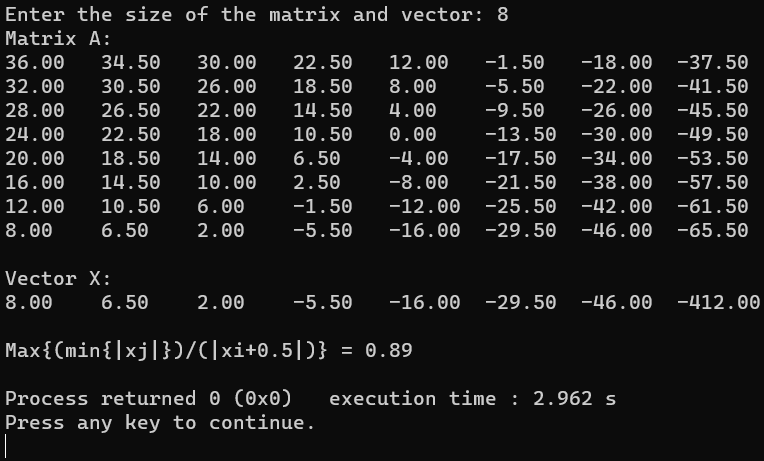 Enter the size of the matrix and vector: 8
Matrix A:
36.00 34.50 30.00 22.50 12.00 -1.50 -18.00 -37.50
32.00 30.50 26.00 18.50 8.00 -5.50 -22.00 -41.50
28.00 26.50 22.00 14.50 4.00 -9.50 -26.00 -45.50
24.00 22.50 18.00 10.50 0.00 -13.50 -30.00 -49.50
20.00 18.50 14.00 6.50 -4.00 -17.50 -34.00 -53.50
16.00 14.50 10.00 2.50 -8.00 -21.50 -38.00 -57.50
12.00 10.50 6.00 -1.50 -12.00 -25.50 -42.00 -61.50
8.00 6.50 2.00 -5.50 -16.00 -29.50 -46.00 -65.50
Vector X:
8.00 6.50 2.00 -5.50 -16.00 -29.50 -46.00 -412.00
Max{(min{|xj|})/(|xi+0.5|)} = 0.89
Process returned 0 (0x0) execution time : 2.962 s
Press any key to continue.